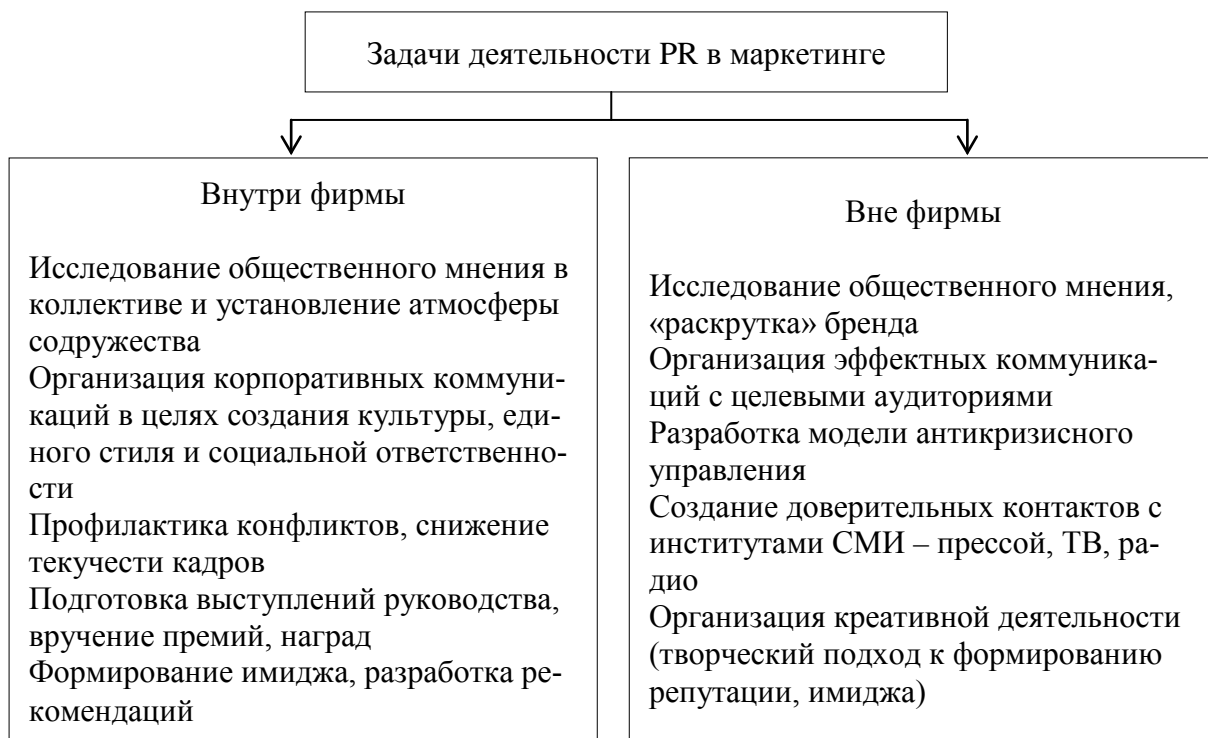 Задачи деятельности PR в маркетинге
Внутри фирмы
Исследование общественного мнения в
коллективе и установление атмосферы
содружества
Организация корпоративных коммуни-
каций в целях создания культуры, еди-
ного стиля и социальной ответственно-
сти
Профилактика конфликтов, снижение
текучести кадров
Подготовка выступлений руководства,
вручение премий, наград
Формирование имиджа, разработка ре-
комендаций
Вне фирмы
Исследование общественного мнения,
«раскрутка» бренда
Организация эффектных коммуника-
ций с целевыми аудиториями
Разработка модели антикризисного
управления
Создание доверительных контактов с
институтами СМИ – прессой, ТВ, ра-
дио
Организация креативной деятельности
(творческий подход к формированию
репутации, имиджа)